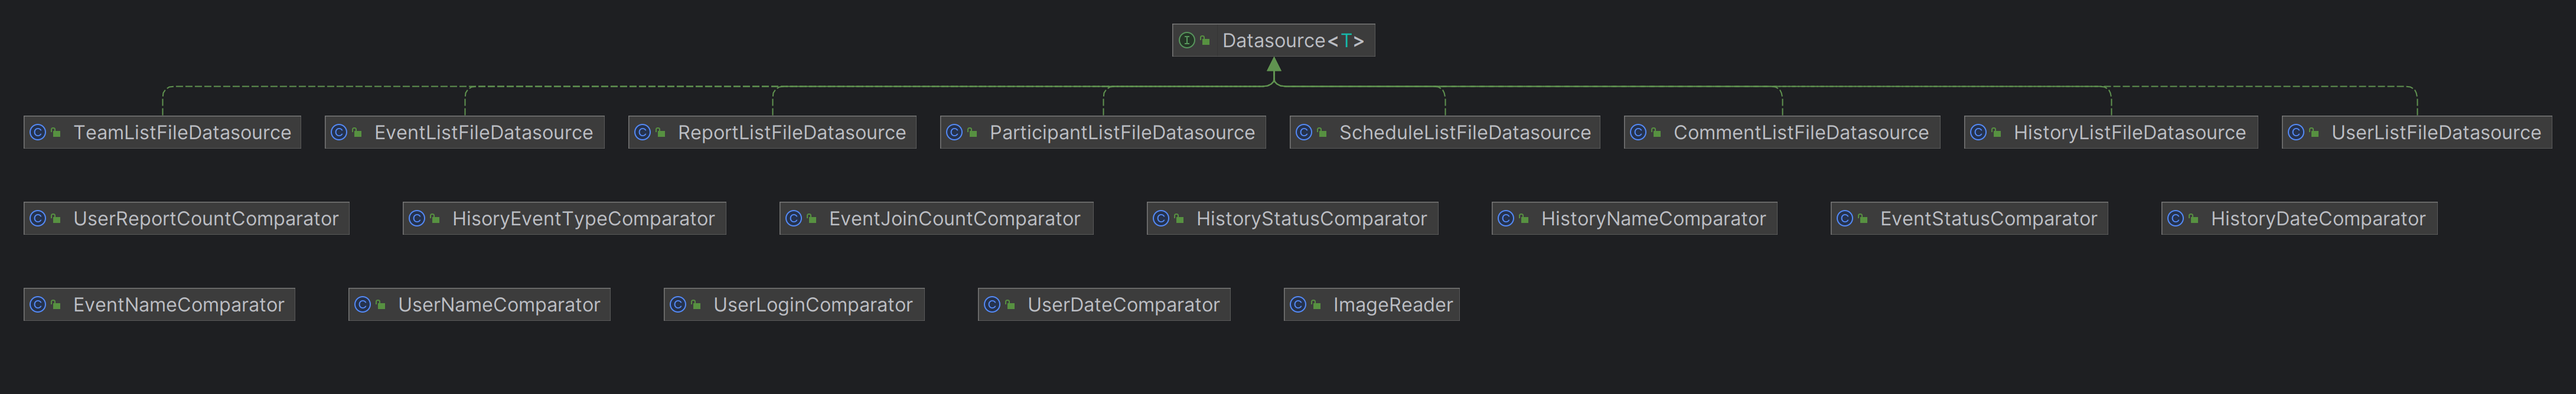 Datasource<T>
TeamListFileDatasource EventListFileDatasource ReportListFileDatasource ParticipantListFileDatasource ScheduleListFileDatasource CommentListFileDatasource HistoryListFileDatasource UserListFileDatasource
UserReportCountComparator HisoryEventTypeComparator EventJoinCountComparator HistoryStatusComparator HistoryNameComparator EventStatusComparator HistoryDateComparator
EventNameComparator UserNameComparator UserLoginComparator UserDateComparator ImageReader